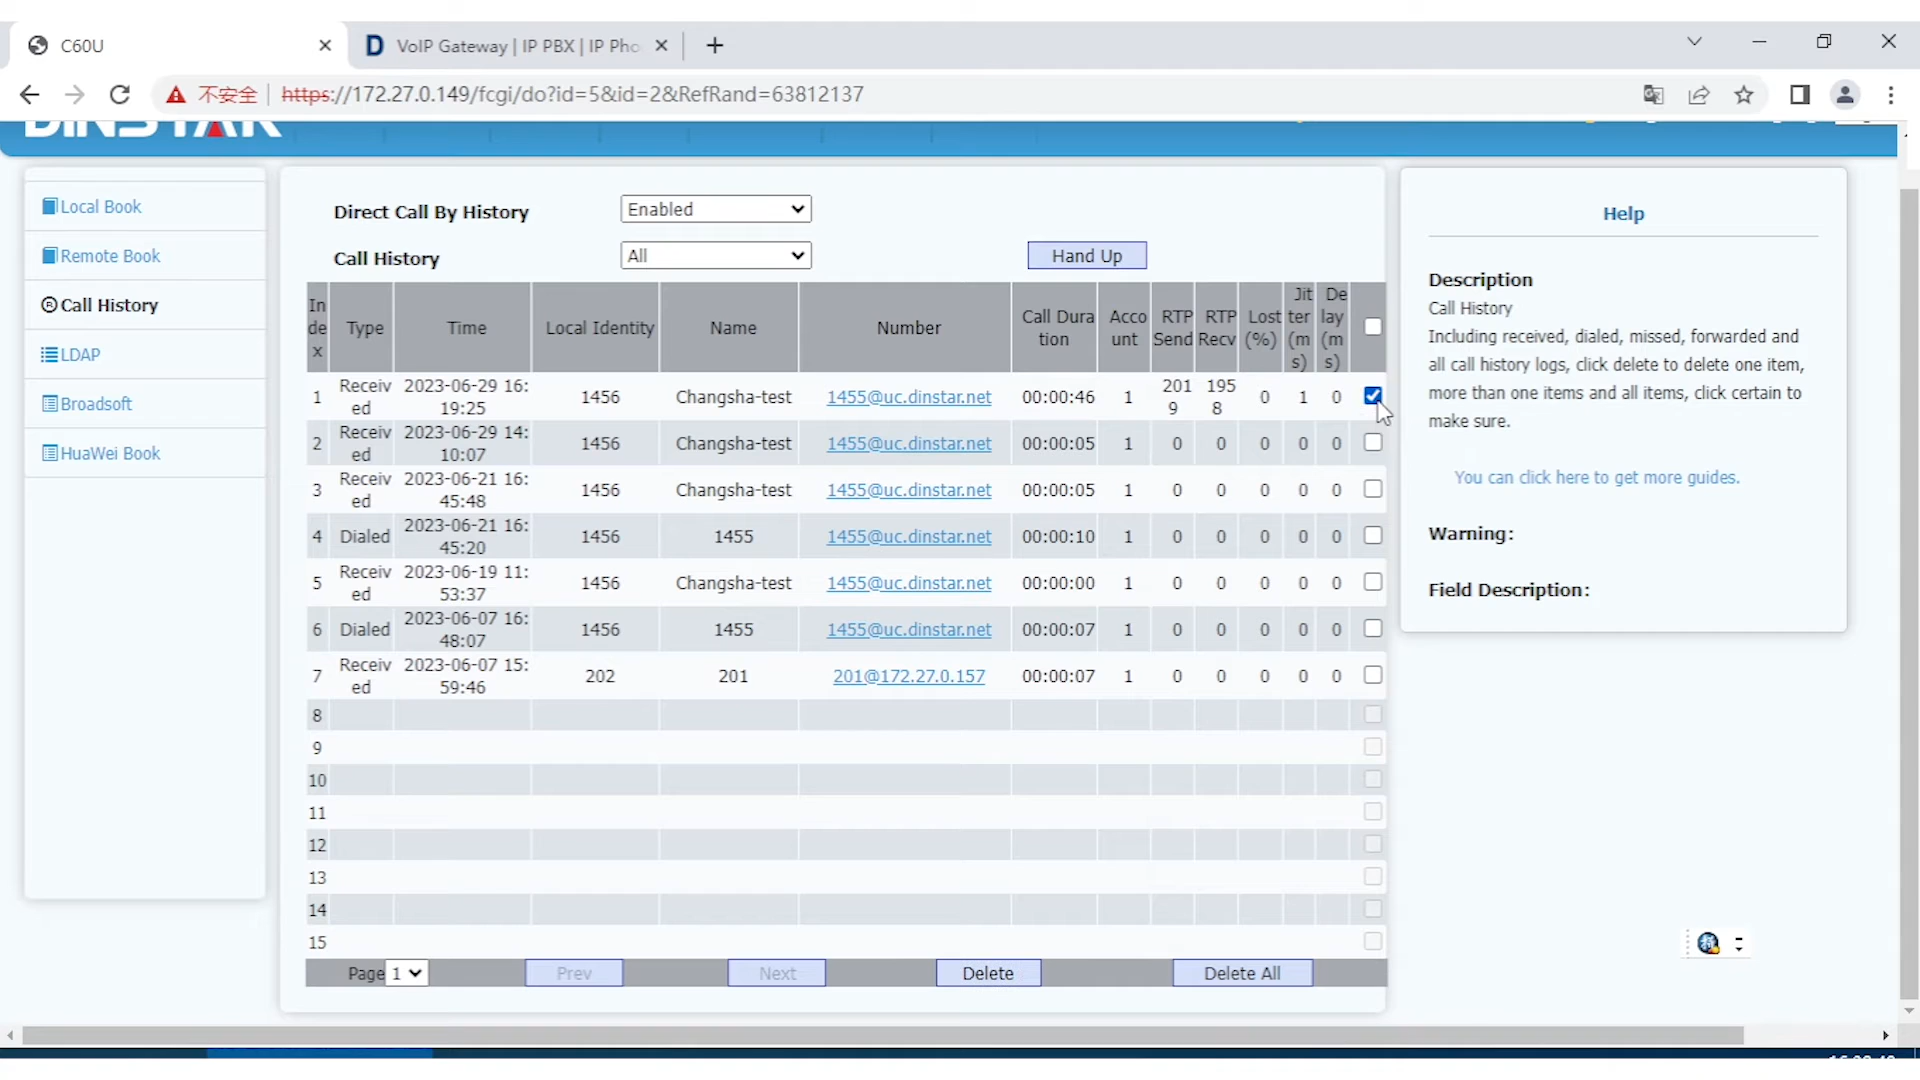 C60U
VoIP Gateway | IP PBX | IP Pho
不安全 https://172.27.0.149/fcgi/do?id=5&id=2&RefRand=63812137
DINSTAR
Local Book
Remote Book
Call History
LDAP
Broadsoft
HuaWei Book
Direct Call By History Enabled
Call History All Hand Up
Index Type Time Local Identity Name Number Call Duration Account RTP Send RTP Recv Lost (%) Jitter(ms) Delay(ms)
1 Received 2023-06-29 16:19:25 1456 Changsha-test 1455@uc.dinstar.net 00:00:46 1 2019 1958 0 1 0
2 Received 2023-06-29 14:10:07 1456 Changsha-test 1455@uc.dinstar.net 00:00:05 1 0 0 0 0 0
3 Received 2023-06-21 16:45:48 1456 Changsha-test 1455@uc.dinstar.net 00:00:05 1 0 0 0 0 0
4 Dialed 2023-06-21 16:45:20 1456 1455 1455@uc.dinstar.net 00:00:10 1 0 0 0 0 0
5 Received 2023-06-19 11:53:37 1456 Changsha-test 1455@uc.dinstar.net 00:00:00 1 0 0 0 0 0
6 Dialed 2023-06-07 16:48:07 1456 1455 1455@uc.dinstar.net 00:00:07 1 0 0 0 0 0
7 Received 2023-06-07 15:59:46 202 201 201@172.27.0.157 00:00:07 1 0 0 0 0 0
8
9
10
11
12
13
14
15
Page 1 Prev Next Delete Delete All
Help
Description
Call History
Including received, dialed, missed, forwarded and
all call history logs, click delete to delete one item,
more than one items and all items, click certain to
make sure.
You can click here to get more guides.
Warning:
Field Description: